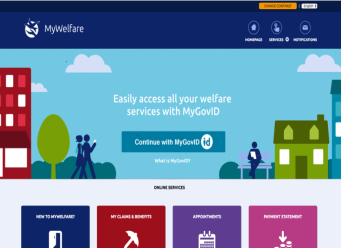 CHANGE CONTRAST
English
MyWelfare
HOMEPAGE
SERVICES
NOTIFICATIONS
Easily access all your welfare
services with MyGovID
Continue with MyGovID id
What is MyGovID?
ONLINE SERVICES
NEW TO MYWELFARE?
MY CLAIMS & BENEFITS
APPOINTMENTS
PAYMENT STATEMENT